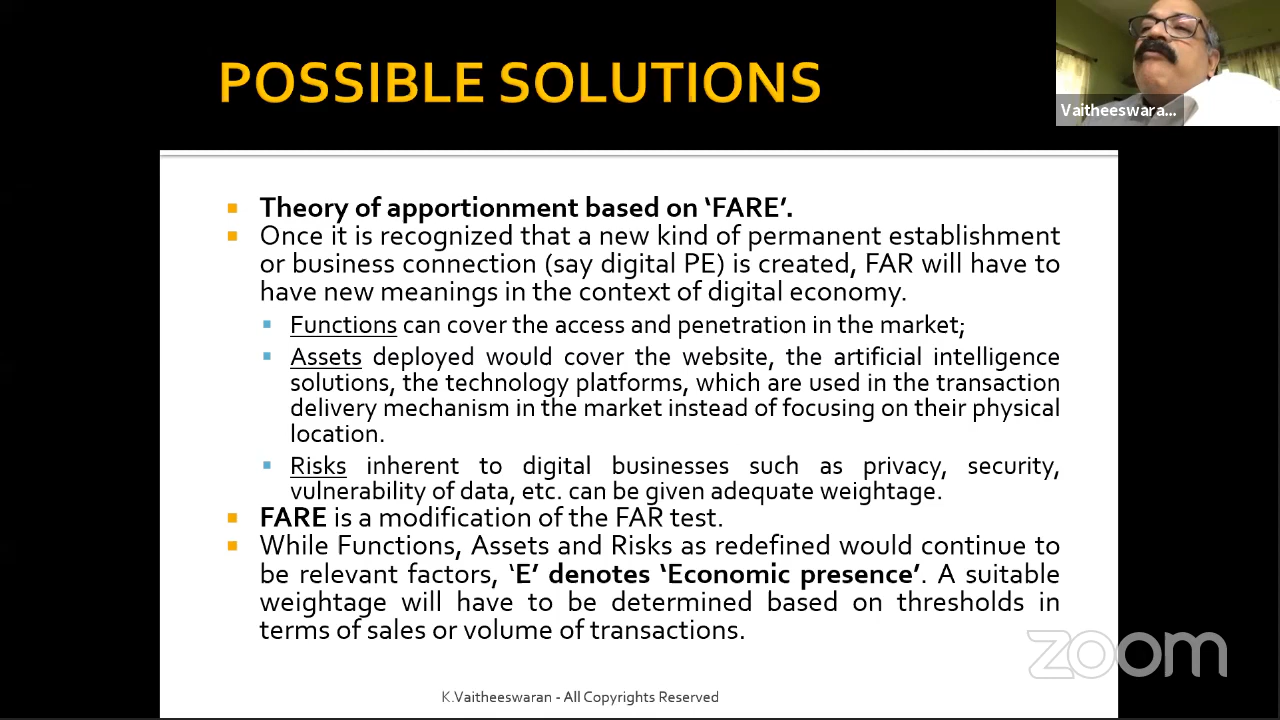 POSSIBLE SOLUTIONS
Vaitheeswara...
Theory of apportionment based on ‘FARE’.
Once it is recognized that a new kind of permanent establishment
or business connection (say digital PE) is created, FAR will have to
have new meanings in the context of digital economy.
Functions can cover the access and penetration in the market;
Assets deployed would cover the website, the artificial intelligence
solutions, the technology platforms, which are used in the transaction
delivery mechanism in the market instead of focusing on their physical
location.
Risks inherent to digital businesses such as privacy, security,
vulnerability of data, etc. can be given adequate weightage.
FARE is a modification of the FAR test.
While Functions, Assets and Risks as redefined would continue to
be relevant factors, ‘E’ denotes ‘Economic presence’. A suitable
weightage will have to be determined based on thresholds in
terms of sales or volume of transactions.
zoom
K.Vaitheeswaran - All Copyrights Reserved